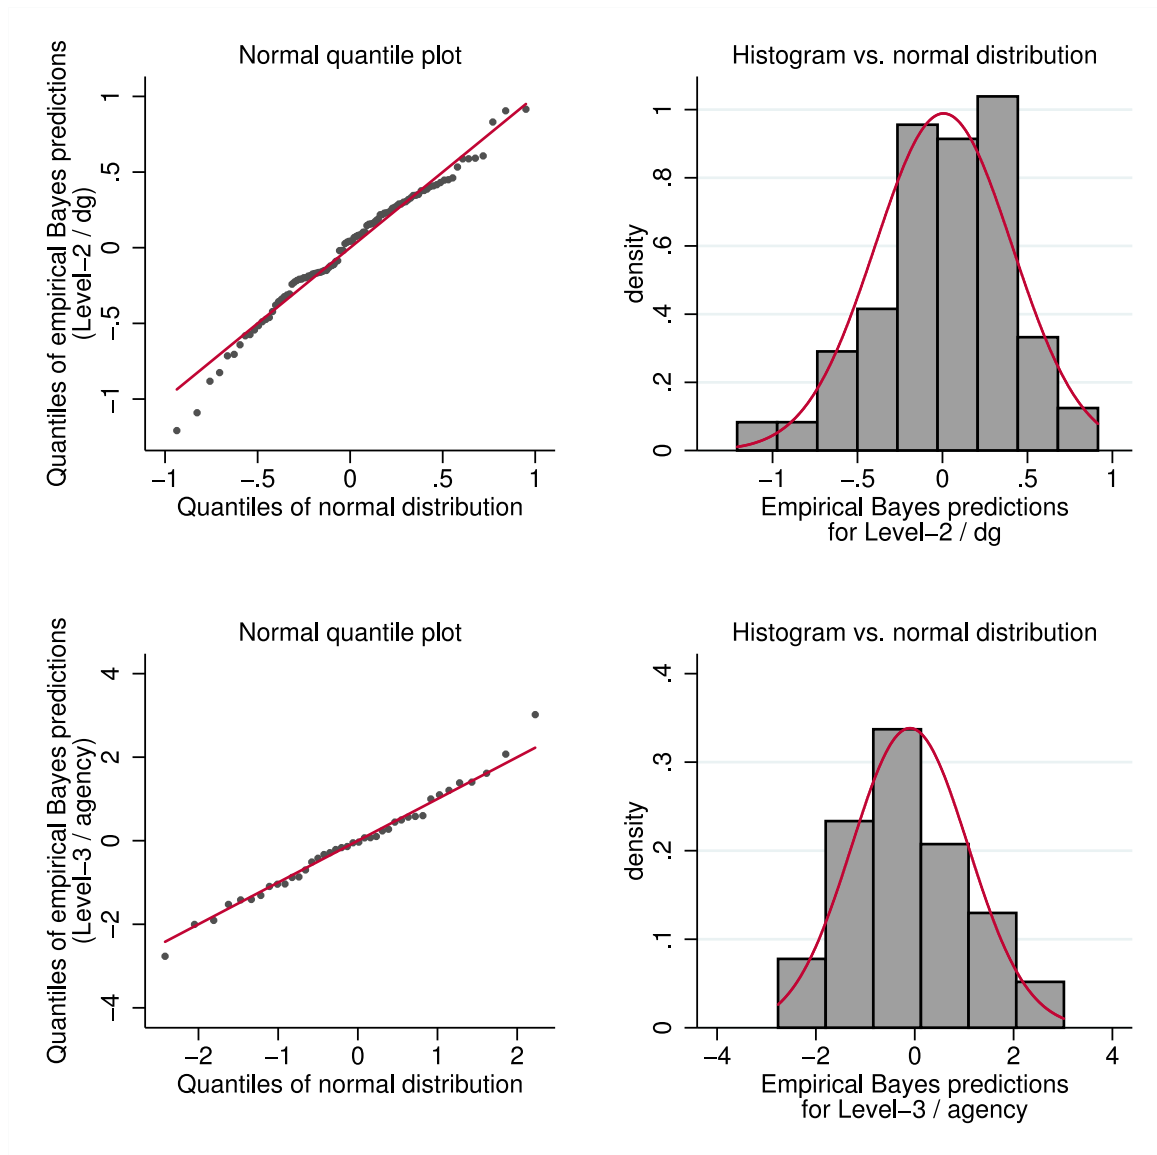 Normal quantile plot
Quantiles of empirical Bayes predictions
(Level−2 / dg)
1
.5
0
−.5
−1
−1
−.5
0
.5
1
Quantiles of normal distribution
Histogram vs. normal distribution
density
1
.8
.6
.4
.2
0
−1
−.5
0
.5
1
Empirical Bayes predictions
for Level−2 / dg
Normal quantile plot
Quantiles of empirical Bayes predictions
(Level−3 / agency)
4
2
0
−2
−4
−2
−1
0
1
2
Quantiles of normal distribution
Histogram vs. normal distribution
density
.4
.3
.2
.1
0
−4
−2
0
2
4
Empirical Bayes predictions
for Level−3 / agency